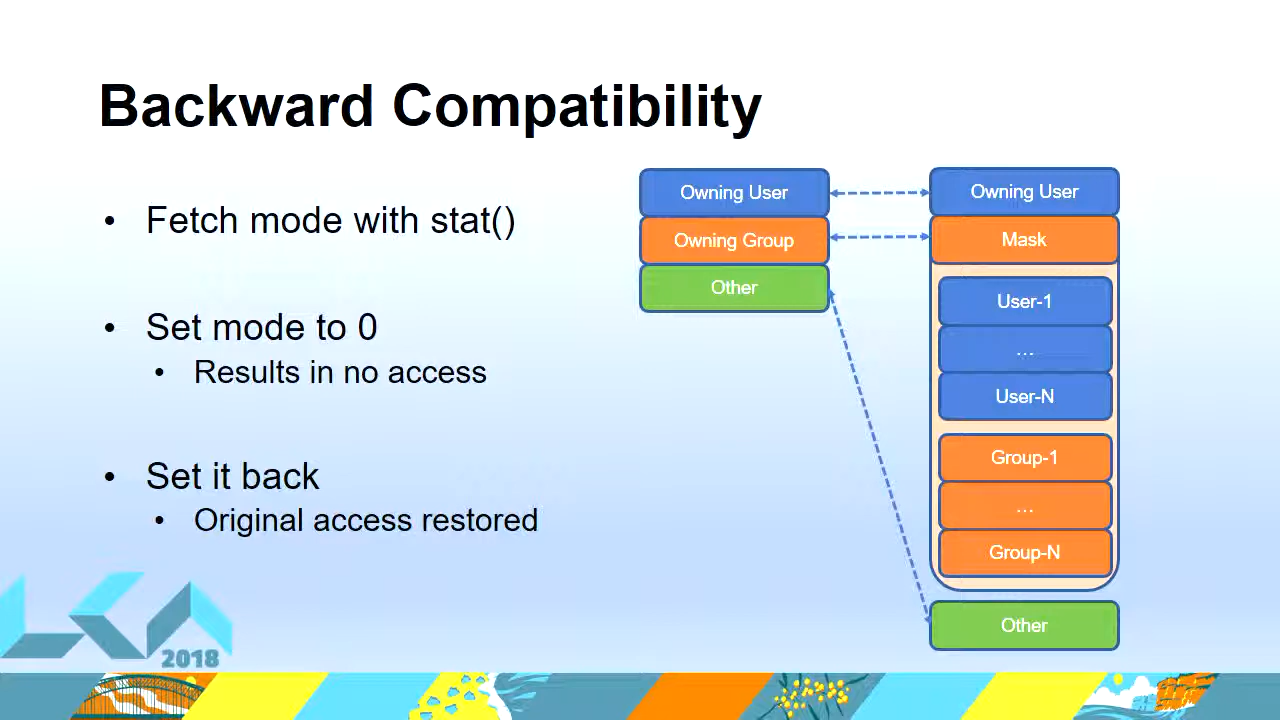 Backward Compatibility
• Fetch mode with stat()
• Set mode to 0
• Results in no access
• Set it back
• Original access restored
Owning User
Owning Group
Other
Owning User
Mask
User-1
...
User-N
Group-1
...
Group-N
Other
LCA
2018